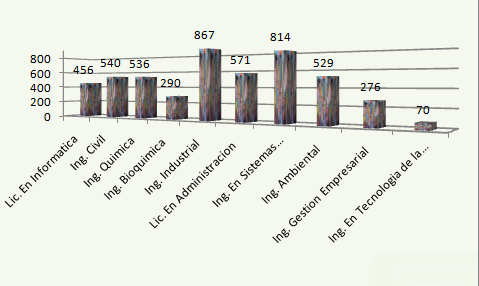 867
814
800
456
540
536
571
529
600
290
276
400
70
200
0
Lic. En Informatica
Ing. Civil
Ing. Quimica
Ing. Bioquimica
Ing. Industrial
Lic. En Administracion
Ing. En Sistemas...
Ing. Ambiental
Ing. Gestion Empresarial
Ing. En Tecnologia de la...